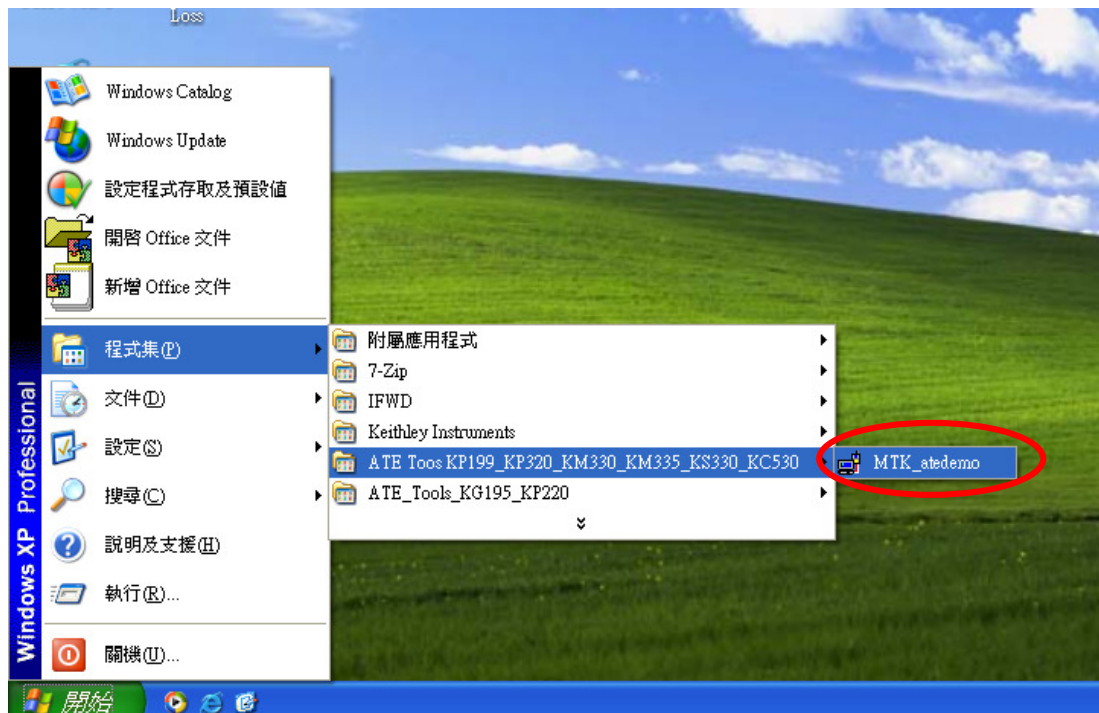 Loss
Windows Catalog
Windows Update
設定程式存取及預設值
開啓 Office 文件
新增 Office 文件
程式集(P)
文件(D)
設定(S)
搜尋(C)
說明及支援(H)
執行(R)...
關機(U)...
Windows XP Professional
附屬應用程式
7-Zip
IFWD
Keithley Instruments
ATE Toos KP199_KP320_KM330_KM335_KS330_KC530
ATE_Tools_KG195_KP220
MTK_atedemo
開始